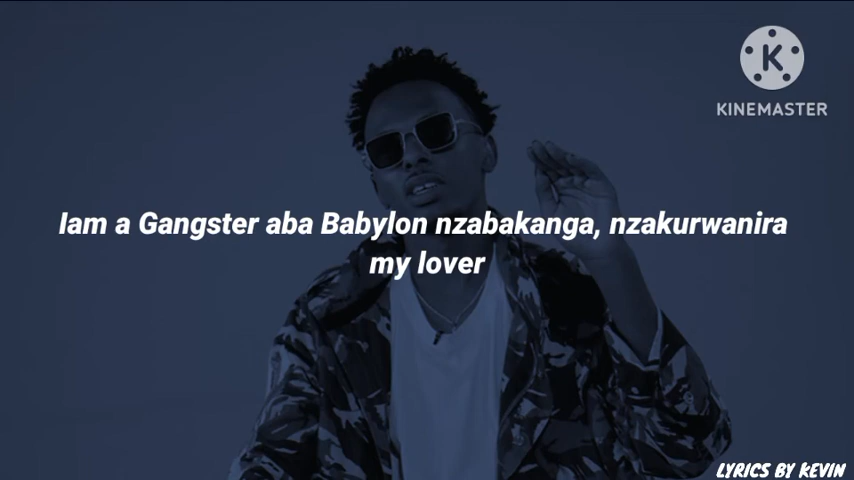 K
KINEMASTER
Iam a Gangster aba Babylon nzabakanga, nzakurwanira
my lover
LYRICS BY KEVIN